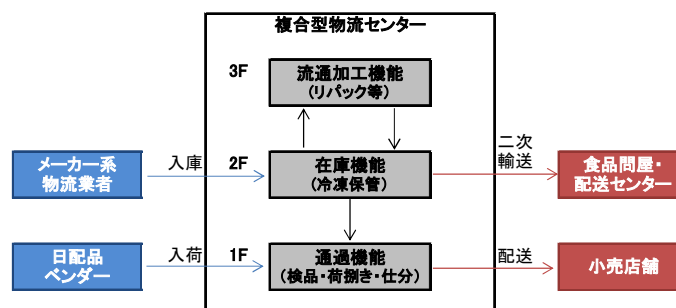 複合型物流センター
3F
流通加工機能
(リパック等)
メーカー系
物流業者
入庫
2F
在庫機能
(冷凍保管)
二次
輸送
食品問屋・
配送センター
日配品
ベンダー
入荷
1F
通過機能
(検品・荷捌き・仕分)
配送
小売店舗